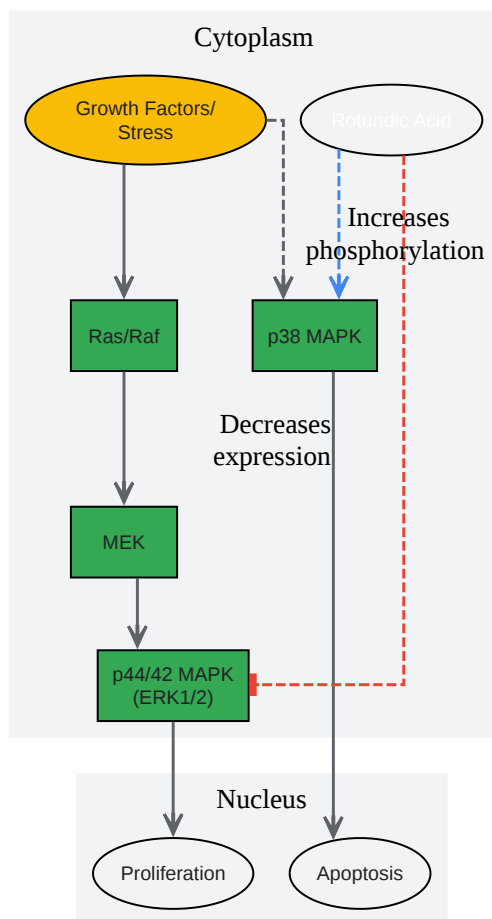 Cytoplasm
Growth Factors/
Stress
Rotundic Acid
Increases
phosphorylation
Ras/Raf
p38 MAPK
Decreases
expression
MEK
p44/42 MAPK
(ERK1/2)
Nucleus
Proliferation
Apoptosis